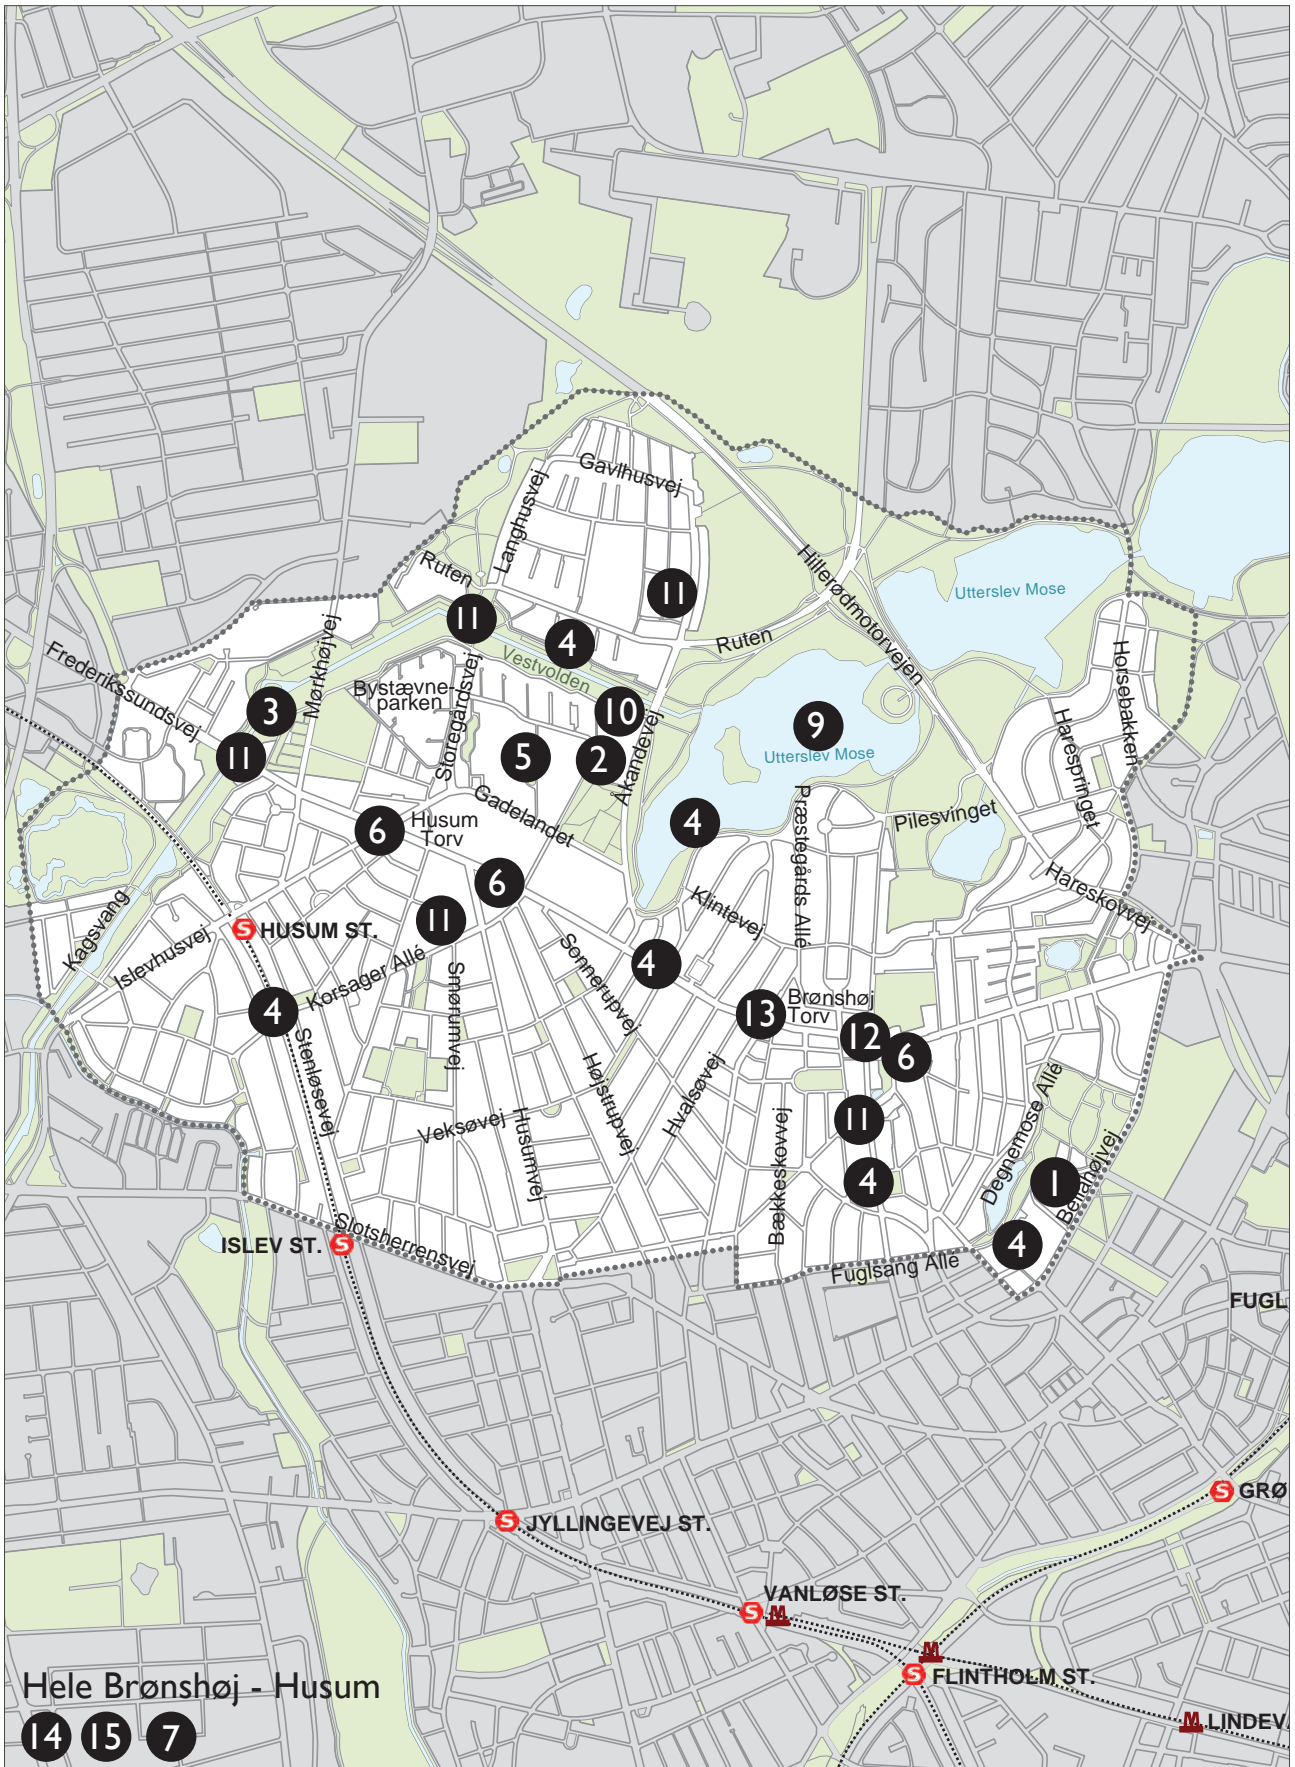 Gavlhusvej
Langhusvej
Ruten
11
Hillerødmotorvejen
Utterslev Mose
11
4
Ruten
Mørkhøjvej
Frederikssundsvej
Vestvolden
Horsebakken
Bystævne-
parken
Storegårdsvej
3
10
9
Utterslev Mose
Harespringet
11
5
2
Åkandevej
Gadelandet
Præstegårds Allé
Pilesvinget
6
Husum
Torv
4
6
Klintevej
Hareskovvej
Kagsvang
Islevhusvej
HUSUM ST.
11
Sonnerupvej
4
Korsager Allé
Smørumvej
4
Brønshøj
Torv
13
12
6
Stenløsevej
Højstrupvej
Hvalsøvej
Degnemose Allé
Veksøvej
Husumvej
Bækkeskovvej
11
4
1
Bellahøjvej
4
Slotsherrensvej
ISLEV ST.
Fuglsang Alle
FUGL
GRØ
JYLLINGEVEJ ST.
VANLØSE ST.
M
M
FLINTHOLM ST.
M LINDEV
Hele Brønshøj - Husum
14 15 7